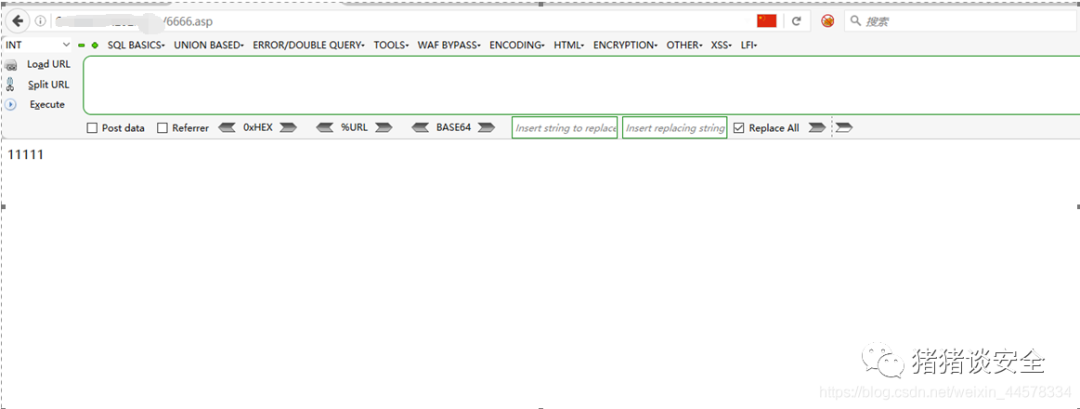 /6666.asp
搜索
INT
SQL BASICS▾ UNION BASED▾ ERROR/DOUBLE QUERY▾ TOOLS▾ WAF BYPASS▾ ENCODING▾ HTML▾ ENCRYPTION▾ OTHER▾ XSS▾ LFI▾
Load URL
Split URL
Execute
Post data Referrer 0xHEX %URL BASE64 Insert string to replace Insert replacing string Replace All
11111
猪猪谈安全
https://blog.csdn.net/weixin_44578334